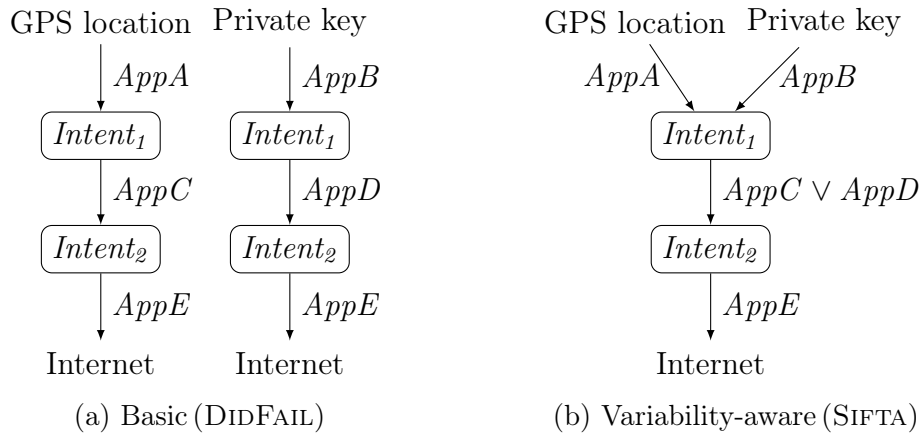 GPS location Private key
AppA AppB
Intent₁ Intent₁
AppC AppD
Intent₂ Intent₂
AppE AppE
Internet Internet
(a) Basic (DIDFAIL)
GPS location Private key
AppA AppB
Intent₁
AppC ∨ AppD
Intent₂
AppE
Internet
(b) Variability-aware (SIFTA)